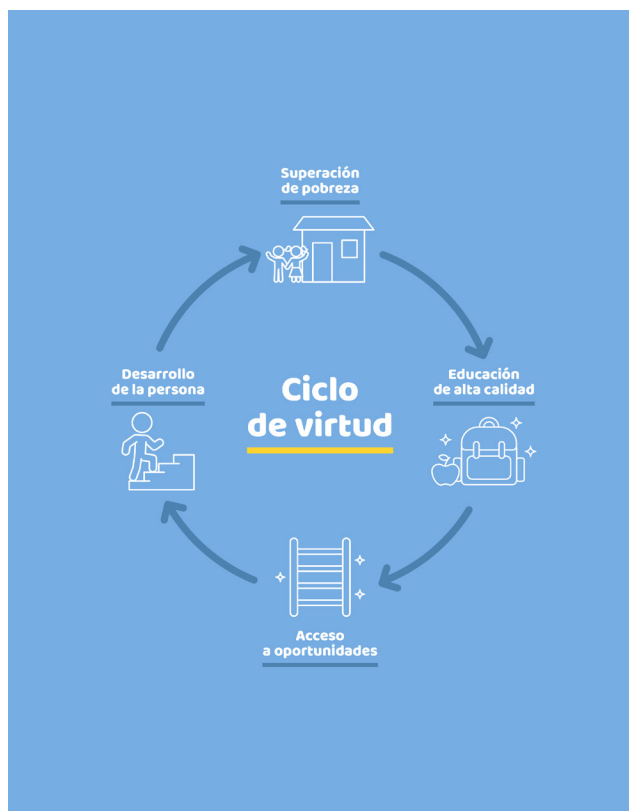 Superación
de pobreza
Desarrollo
de la persona
Ciclo
de virtud
Educación
de alta calidad
Acceso
a oportunidades